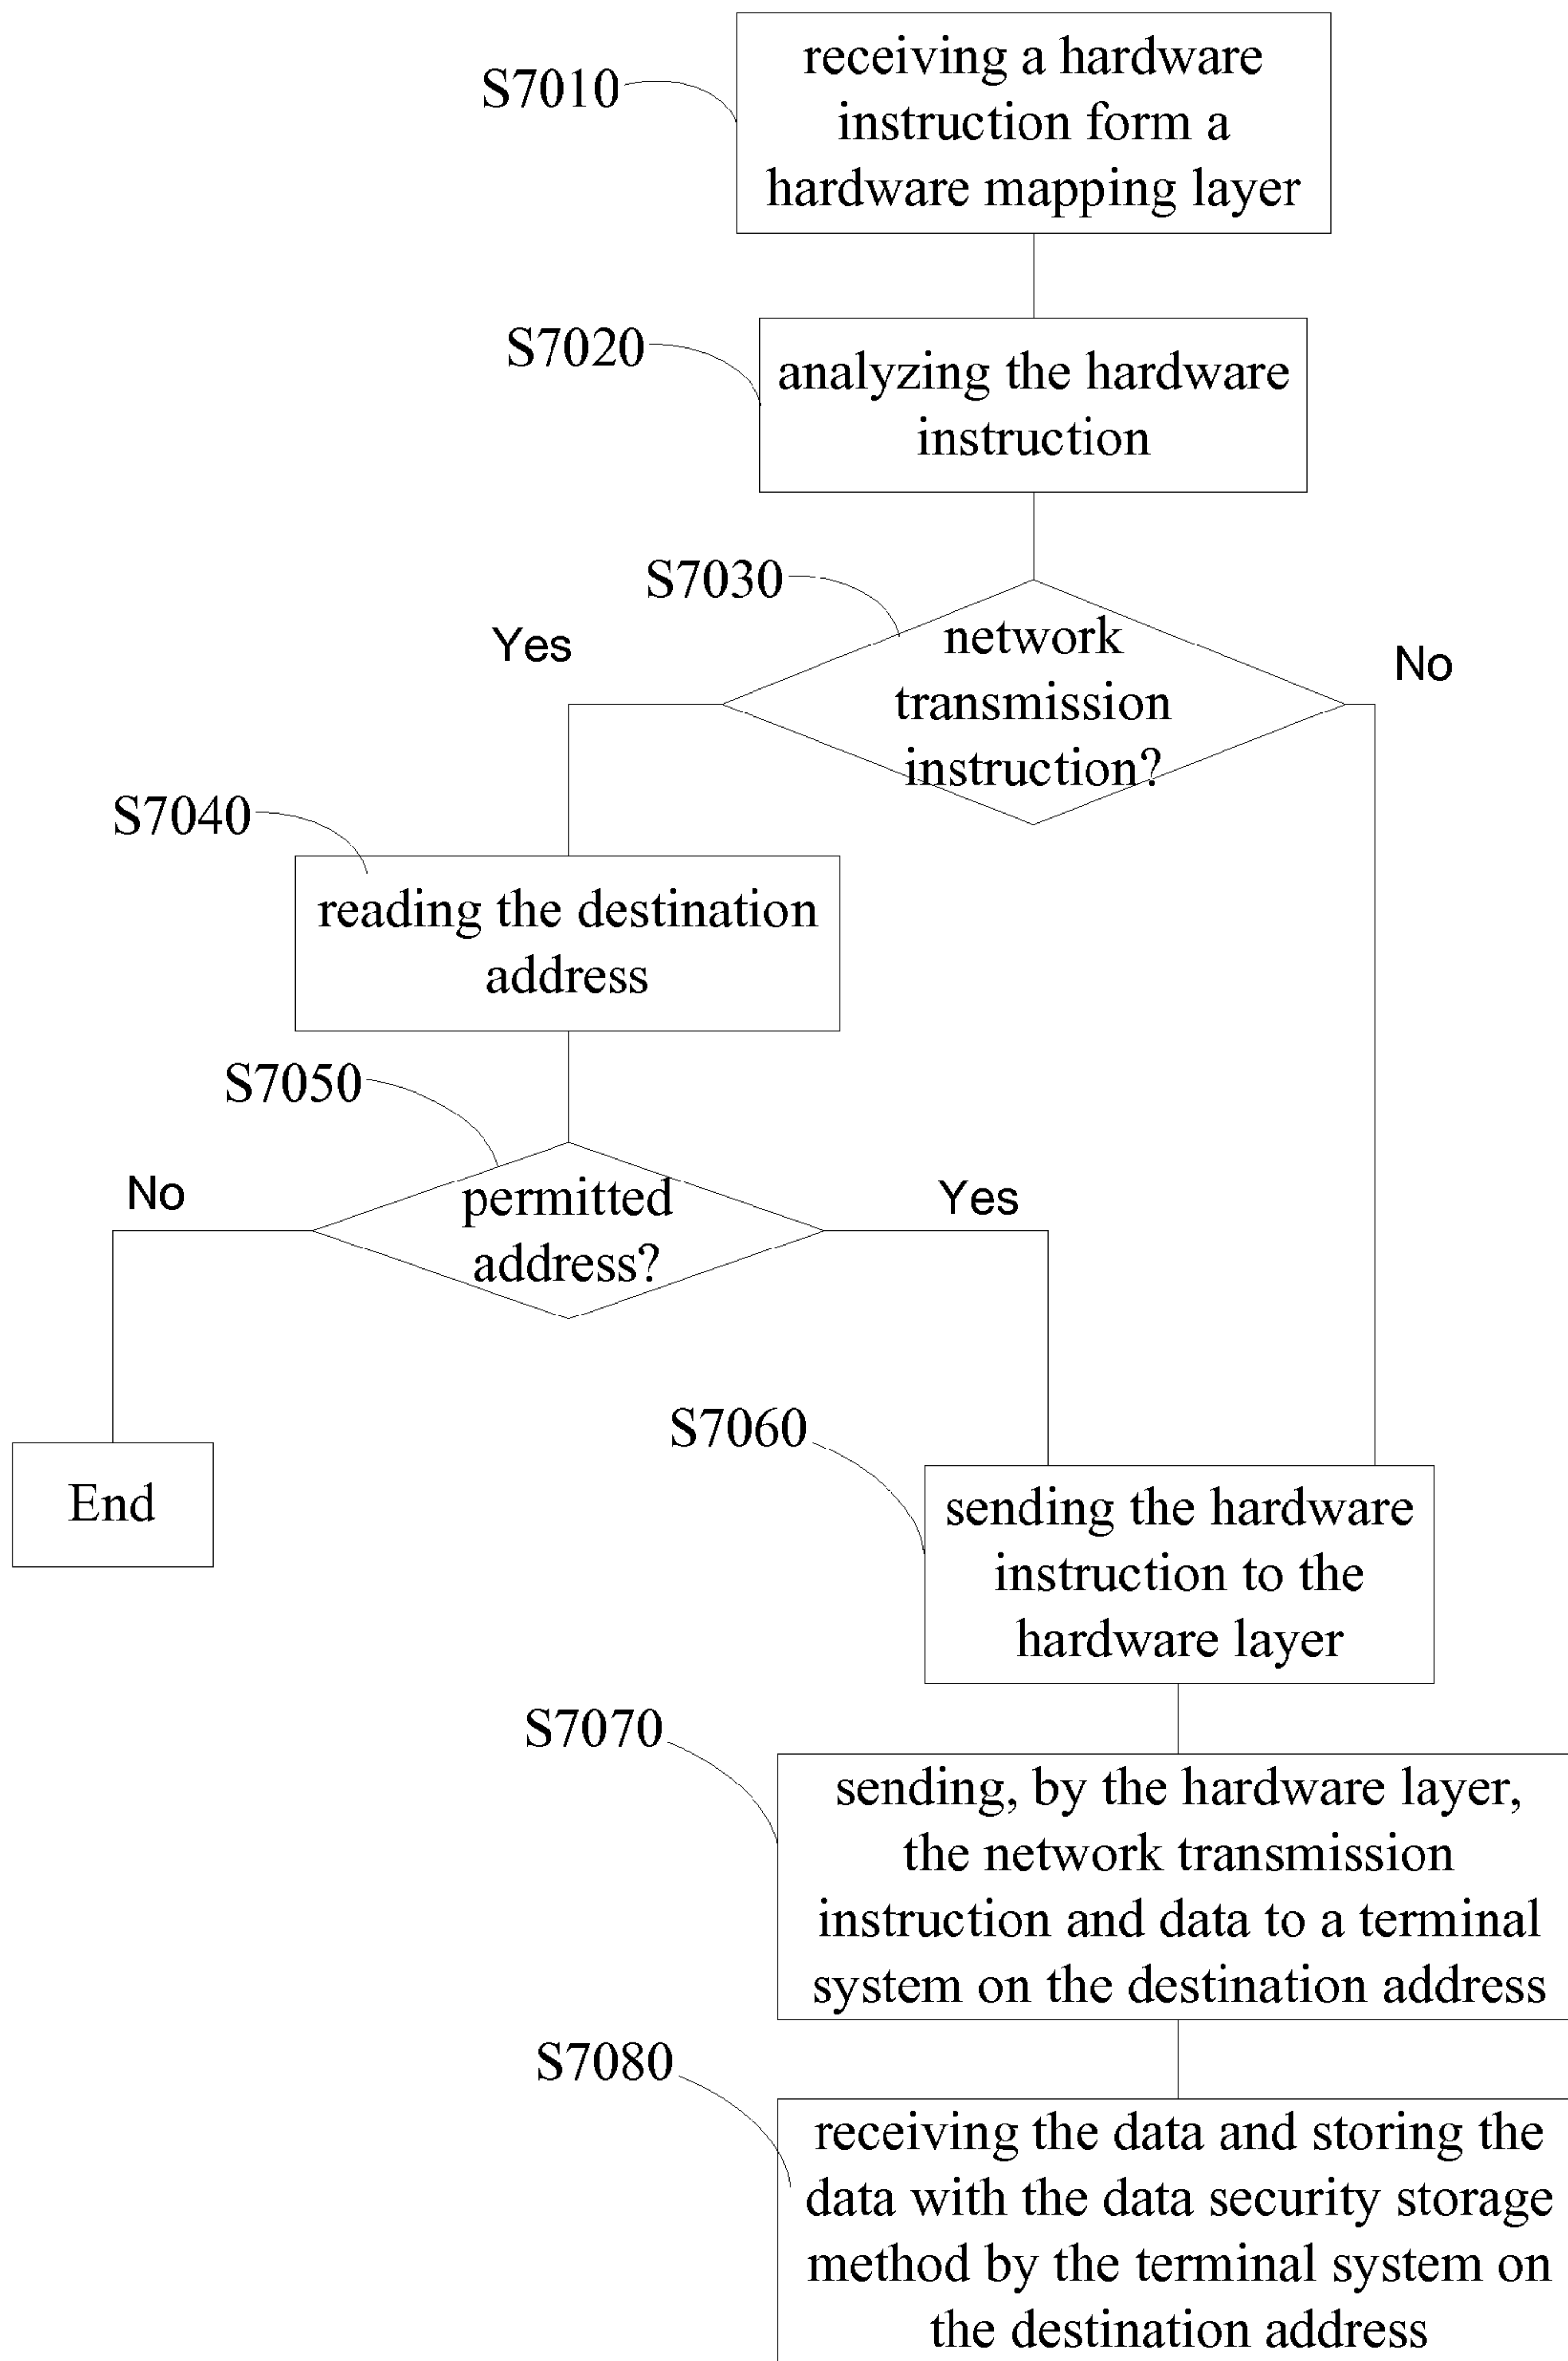 receiving a hardware
S7010
instruction form a
hardware mapping layer
S7020
analyzing the hardware
instruction
S7030
Yes
network
No
transmission
instruction?
S7040
reading the destination
address
S7050
No
permitted
Yes
address?
S7060
End
sending the hardware
instruction to the
hardware layer
S7070
sending, by the hardware layer,
the network transmission
instruction and data to a terminal
system on the destination address
S7080
receiving the data and storing the
data with the data security storage
method by the terminal system on
the destination address